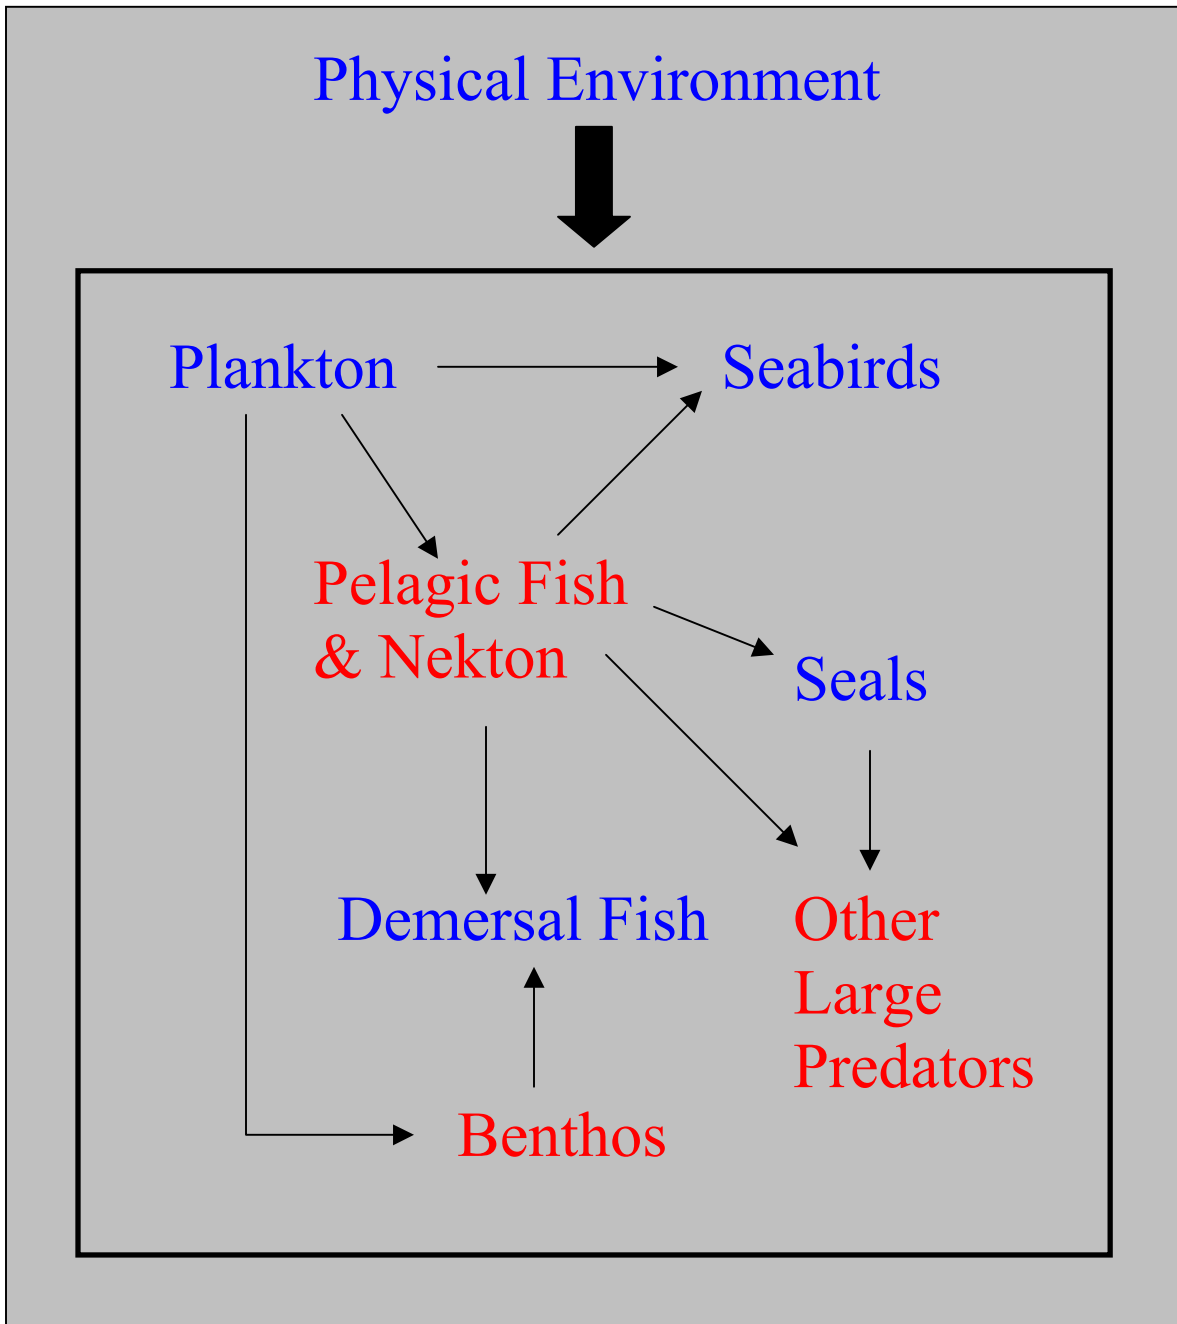 Physical Environment
Plankton
Seabirds
Pelagic Fish
& Nekton
Seals
Demersal Fish
Other
Large
Predators
Benthos